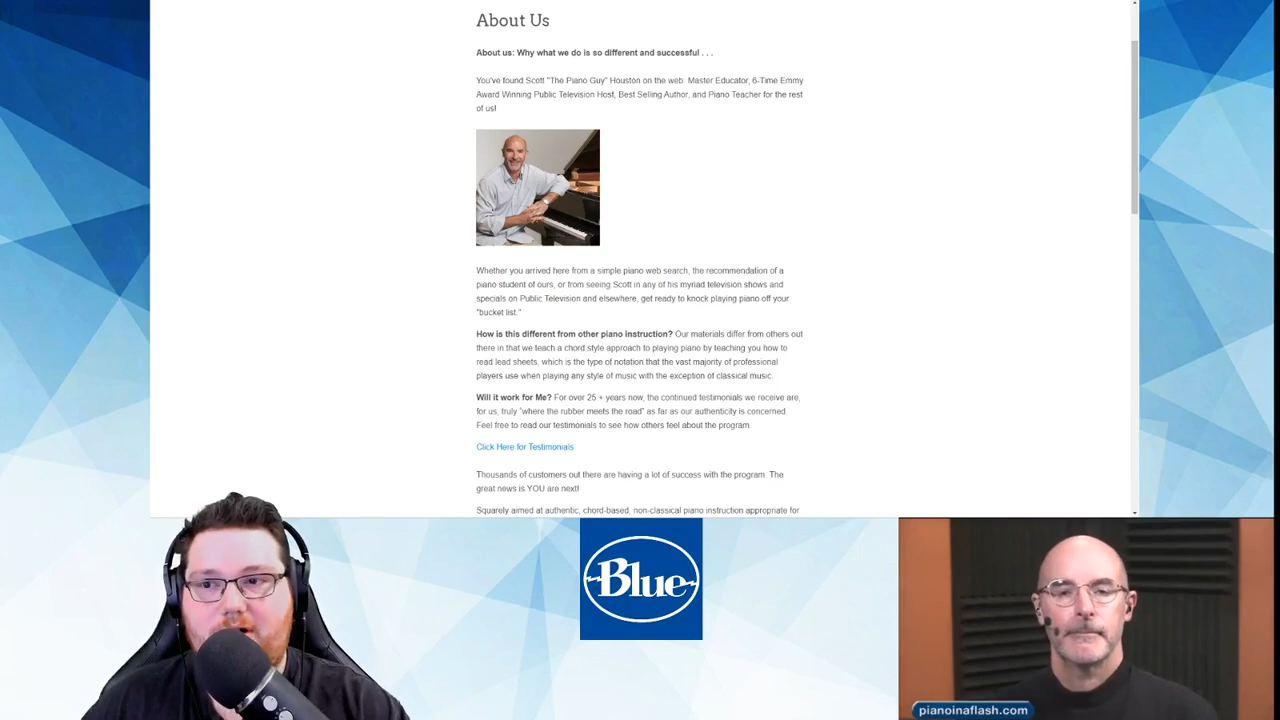 About Us
About us: Why what we do is so different and successful . . .
You've found Scott "The Piano Guy" Houston on the web: Master Educator, 6-Time Emmy
Award Winning Public Television Host, Best Selling Author, and Piano Teacher for the rest
of us!
Whether you arrived here from a simple piano web search, the recommendation of a
piano student of ours, or from seeing Scott in any of his myriad television shows and
specials on Public Television and elsewhere, get ready to knock playing piano off your
"bucket list."
How is this different from other piano instruction? Our materials differ from others out
there in that we teach a chord style approach to playing piano by teaching you how to
read lead sheets, which is the type of notation that the vast majority of professional
players use when playing any style of music with the exception of classical music.
Will it work for Me? For over 25 + years now, the continued testimonials we receive are,
for us, truly "where the rubber meets the road" as far as our authenticity is concerned.
Feel free to read our testimonials to see how others feel about the program.
Click Here for Testimonials
Thousands of customers out there are having a lot of success with the program. The
great news is YOU are next!
Squarely aimed at authentic, chord-based, non-classical piano instruction appropriate for
Blue
pianoinaflash.com